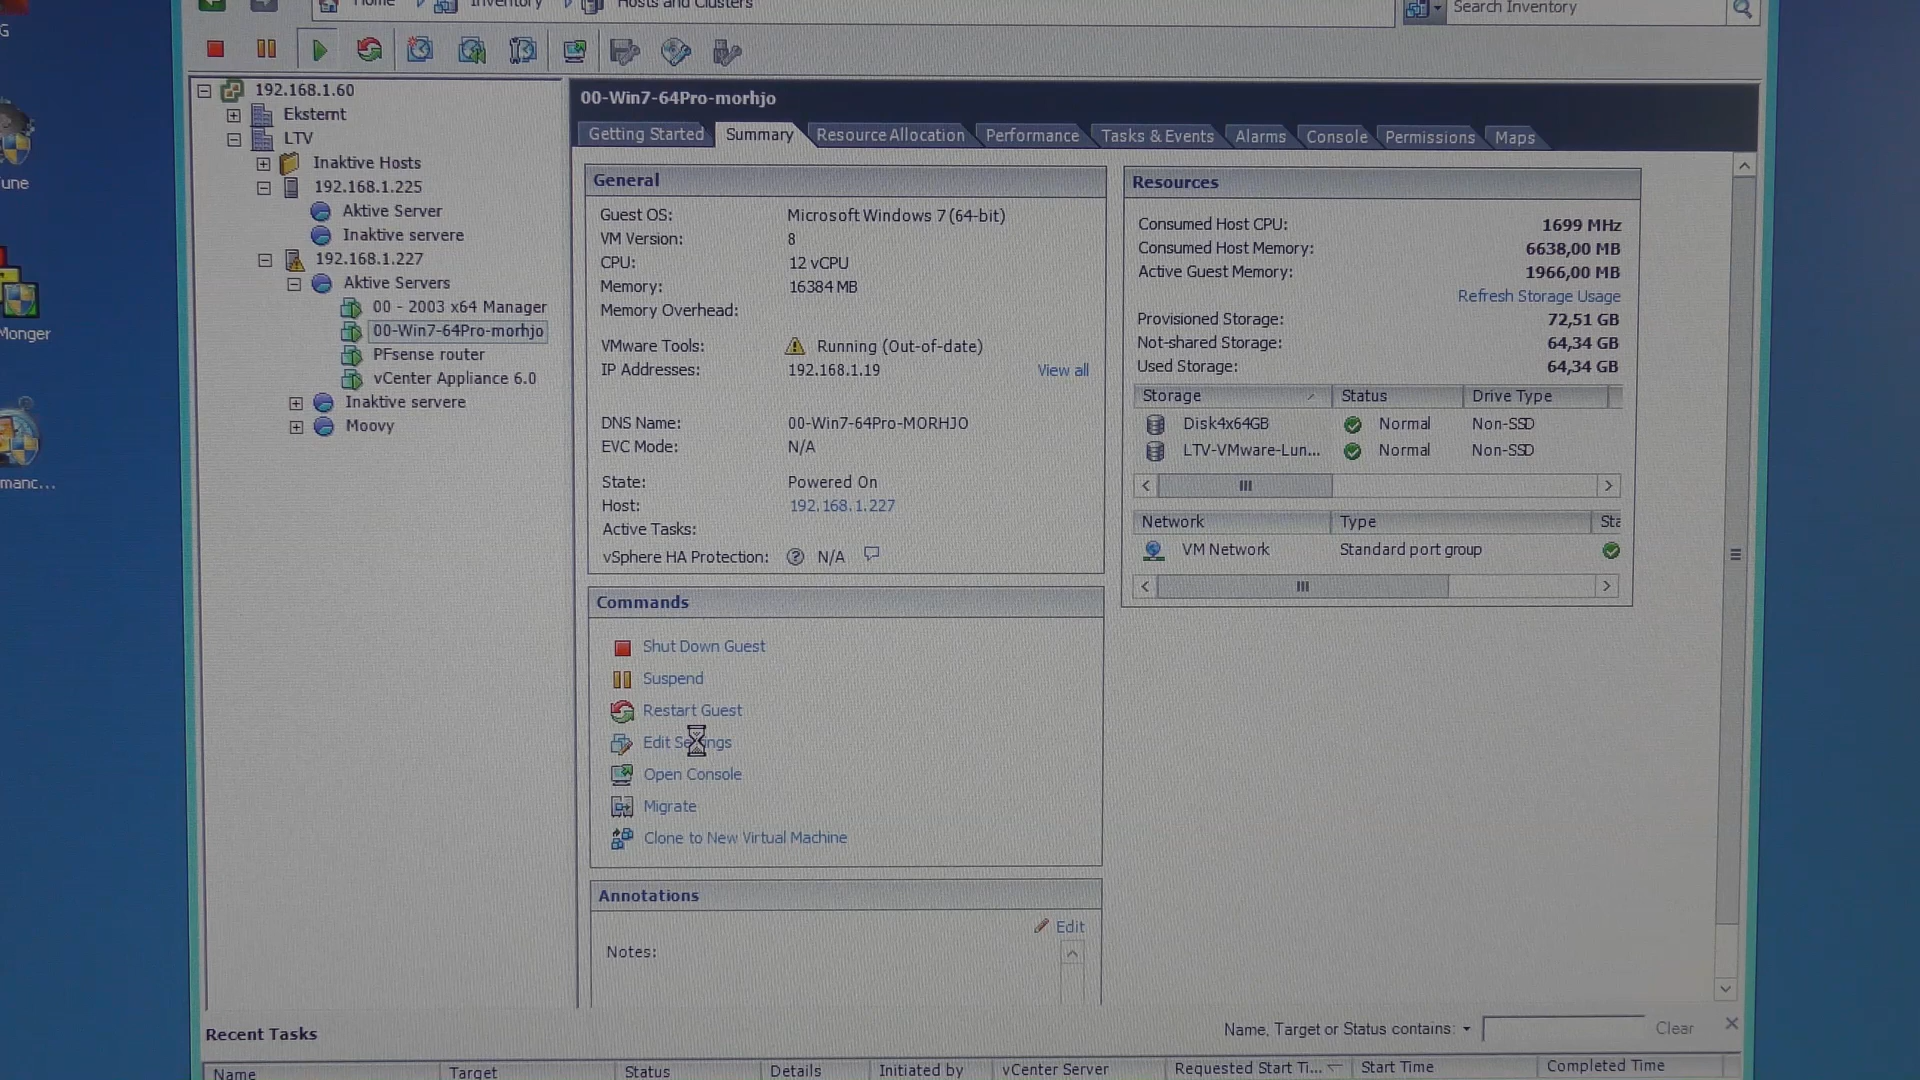 Home Inventory Hosts and Clusters
Search Inventory
G
une
Monger
manc...
192.168.1.60
Eksternt
LTV
Inaktive Hosts
192.168.1.225
Aktive Server
Inaktive servere
192.168.1.227
Aktive Servers
00 - 2003 x64 Manager
00-Win7-64Pro-morhjo
PFsense router
vCenter Appliance 6.0
Inaktive servere
Moovy
00-Win7-64Pro-morhjo
Getting Started Summary Resource Allocation Performance Tasks & Events Alarms Console Permissions Maps
General
Guest OS: Microsoft Windows 7 (64-bit)
VM Version: 8
CPU: 12 vCPU
Memory: 16384 MB
Memory Overhead:
VMware Tools: Running (Out-of-date)
IP Addresses: 192.168.1.19 View all
DNS Name: 00-Win7-64Pro-MORHJO
EVC Mode: N/A
State: Powered On
Host: 192.168.1.227
Active Tasks:
vSphere HA Protection: N/A
Commands
Shut Down Guest
Suspend
Restart Guest
Edit Settings
Open Console
Migrate
Clone to New Virtual Machine
Annotations
Edit
Notes:
Resources
Consumed Host CPU: 1699 MHz
Consumed Host Memory: 6638,00 MB
Active Guest Memory: 1966,00 MB
Refresh Storage Usage
Provisioned Storage: 72,51 GB
Not-shared Storage: 64,34 GB
Used Storage: 64,34 GB
Storage Status Drive Type
Disk4x64GB Normal Non-SSD
LTV-VMware-Lun... Normal Non-SSD
Network Type Sta
VM Network Standard port group
Recent Tasks
Name, Target or Status contains: Clear
Name Target Status Details Initiated by vCenter Server Requested Start Ti... Start Time Completed Time